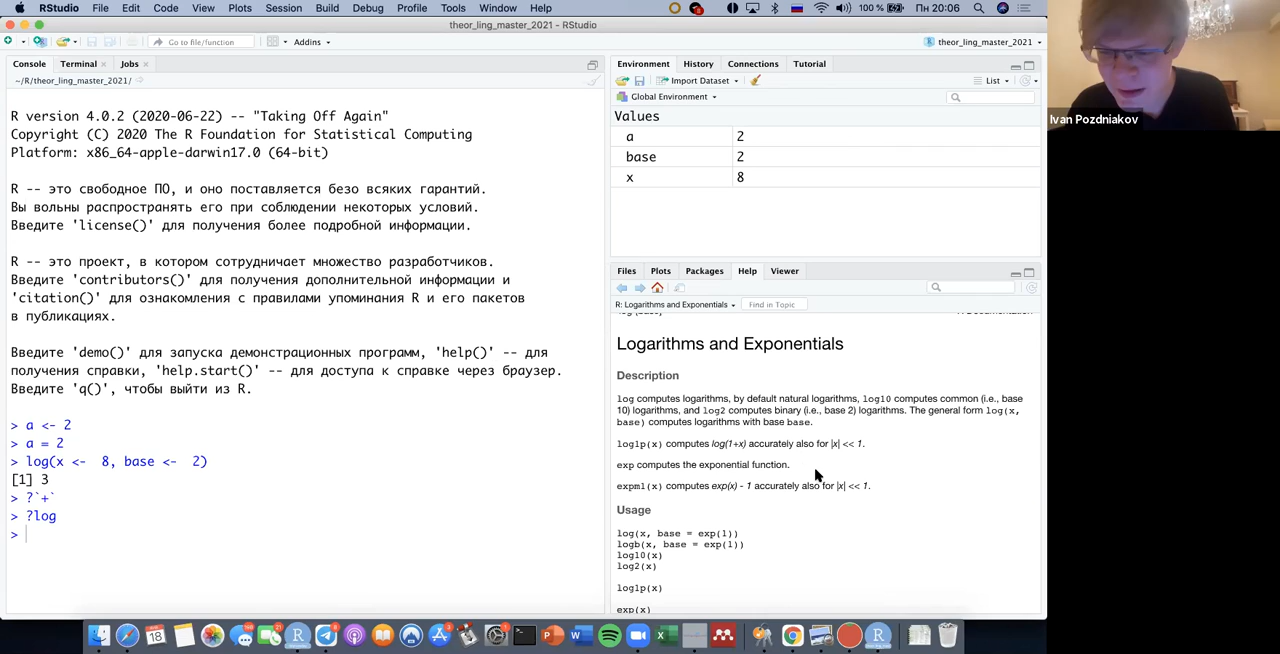 RStudio File Edit Code View Plots Session Build Debug Profile Tools Window Help 100 % Пн 20:06
theor_ling_master_2021 - RStudio
Go to file/function Addins theor_ling_master_2021
Console Terminal Jobs
~/R/theor_ling_master_2021/
R version 4.0.2 (2020-06-22) -- "Taking Off Again"
Copyright (C) 2020 The R Foundation for Statistical Computing
Platform: x86_64-apple-darwin17.0 (64-bit)
R -- это свободное ПО, и оно поставляется безо всяких гарантий.
Вы вольны распространять его при соблюдении некоторых условий.
Введите 'license()' для получения более подробной информации.
R -- это проект, в котором сотрудничает множество разработчиков.
Введите 'contributors()' для получения дополнительной информации и
'citation()' для ознакомления с правилами упоминания R и его пакетов
в публикациях.
Введите 'demo()' для запуска демонстрационных программ, 'help()' -- для
получения справки, 'help.start()' -- для доступа к справке через браузер.
Введите 'q()', чтобы выйти из R.
> a <- 2
> a = 2
> log(x <-  8, base <-  2)
[1] 3
> ?`+`
> ?log
>
Environment History Connections Tutorial
Import Dataset List
Global Environment
Values
a 2
base 2
x 8
Files Plots Packages Help Viewer
R: Logarithms and Exponentials Find in Topic
Logarithms and Exponentials
Description
log computes logarithms, by default natural logarithms, log10 computes common (i.e., base
10) logarithms, and log2 computes binary (i.e., base 2) logarithms. The general form log(x,
base) computes logarithms with base base.
log1p(x) computes log(1+x) accurately also for |x| << 1.
exp computes the exponential function.
expm1(x) computes exp(x) - 1 accurately also for |x| << 1.
Usage
log(x, base = exp(1))
logb(x, base = exp(1))
log10(x)
log2(x)
log1p(x)
exp(x)
Ivan Pozdniakov
18